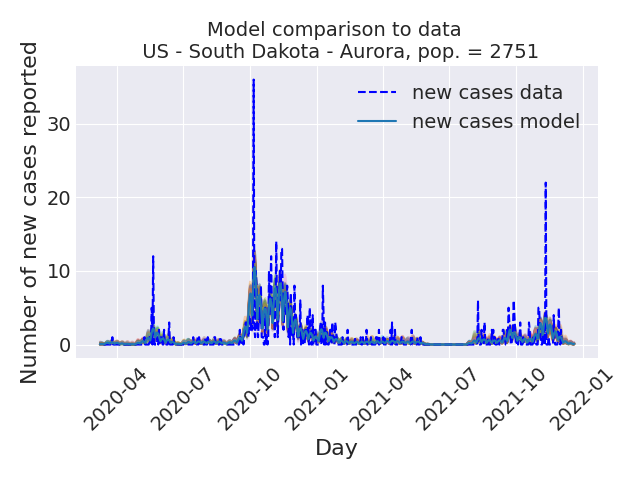 Model comparison to data
US - South Dakota - Aurora, pop. = 2751
new cases data
new cases model
Number of new cases reported
30
20
10
0
2020-04
2020-07
2020-10
2021-01
2021-04
2021-07
2021-10
2022-01
Day